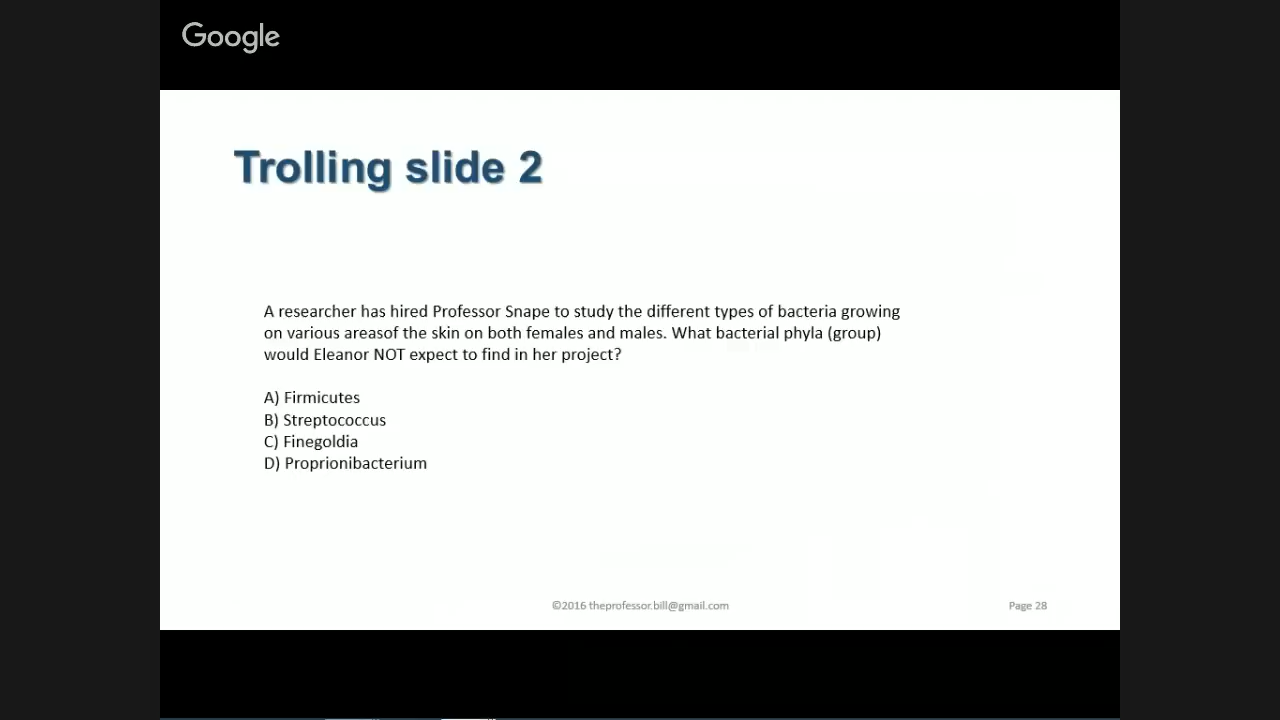 Google
Trolling slide 2
A researcher has hired Professor Snape to study the different types of bacteria growing
on various areasof the skin on both females and males. What bacterial phyla (group)
would Eleanor NOT expect to find in her project?
A) Firmicutes
B) Streptococcus
C) Finegoldia
D) Proprionibacterium
©2016 theprofessor.bill@gmail.com
Page 28